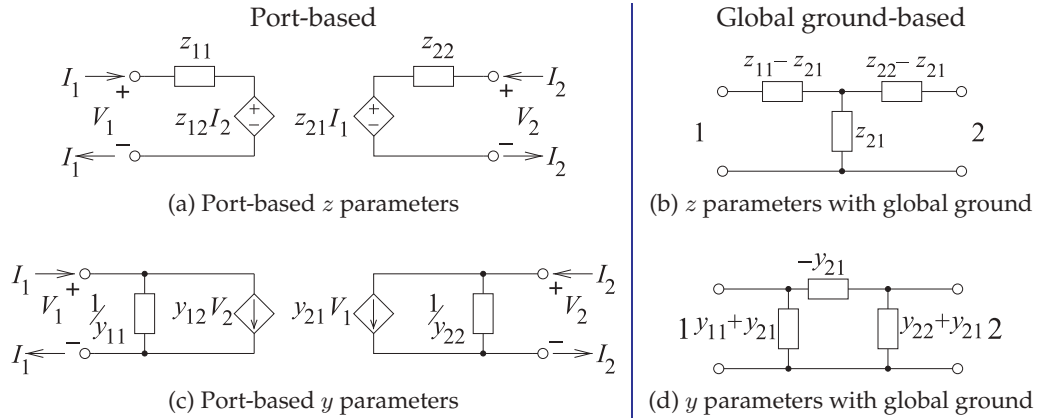 Port-based
Global ground-based
z11
z22
I1
I2
+
+
V1
z12I2
+
−
z21I1
+
−
V2
−
−
I1
I2
(a) Port-based z parameters
z11 − z21
z22 − z21
z21
1
2
(b) z parameters with global ground
I1
I2
+
+
V1
1/y11
y12V2
y21V1
1/y22
V2
−
−
I1
I2
(c) Port-based y parameters
−y21
1 y11+y21
y22+y21 2
(d) y parameters with global ground